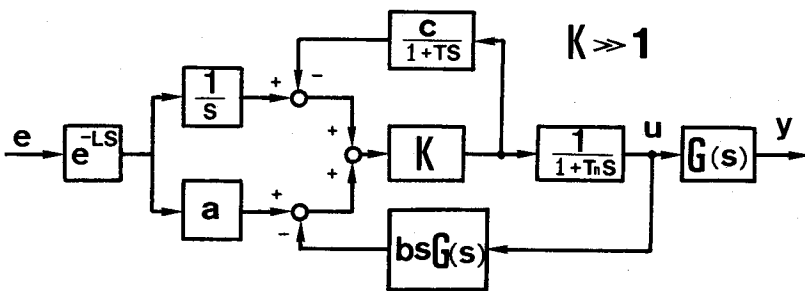 c
1+TS
K≫1
1
S
+
−
+
e
e^-LS
K
1
1+TnS
u
G(s)
y
+
a
+
−
bsG(s)